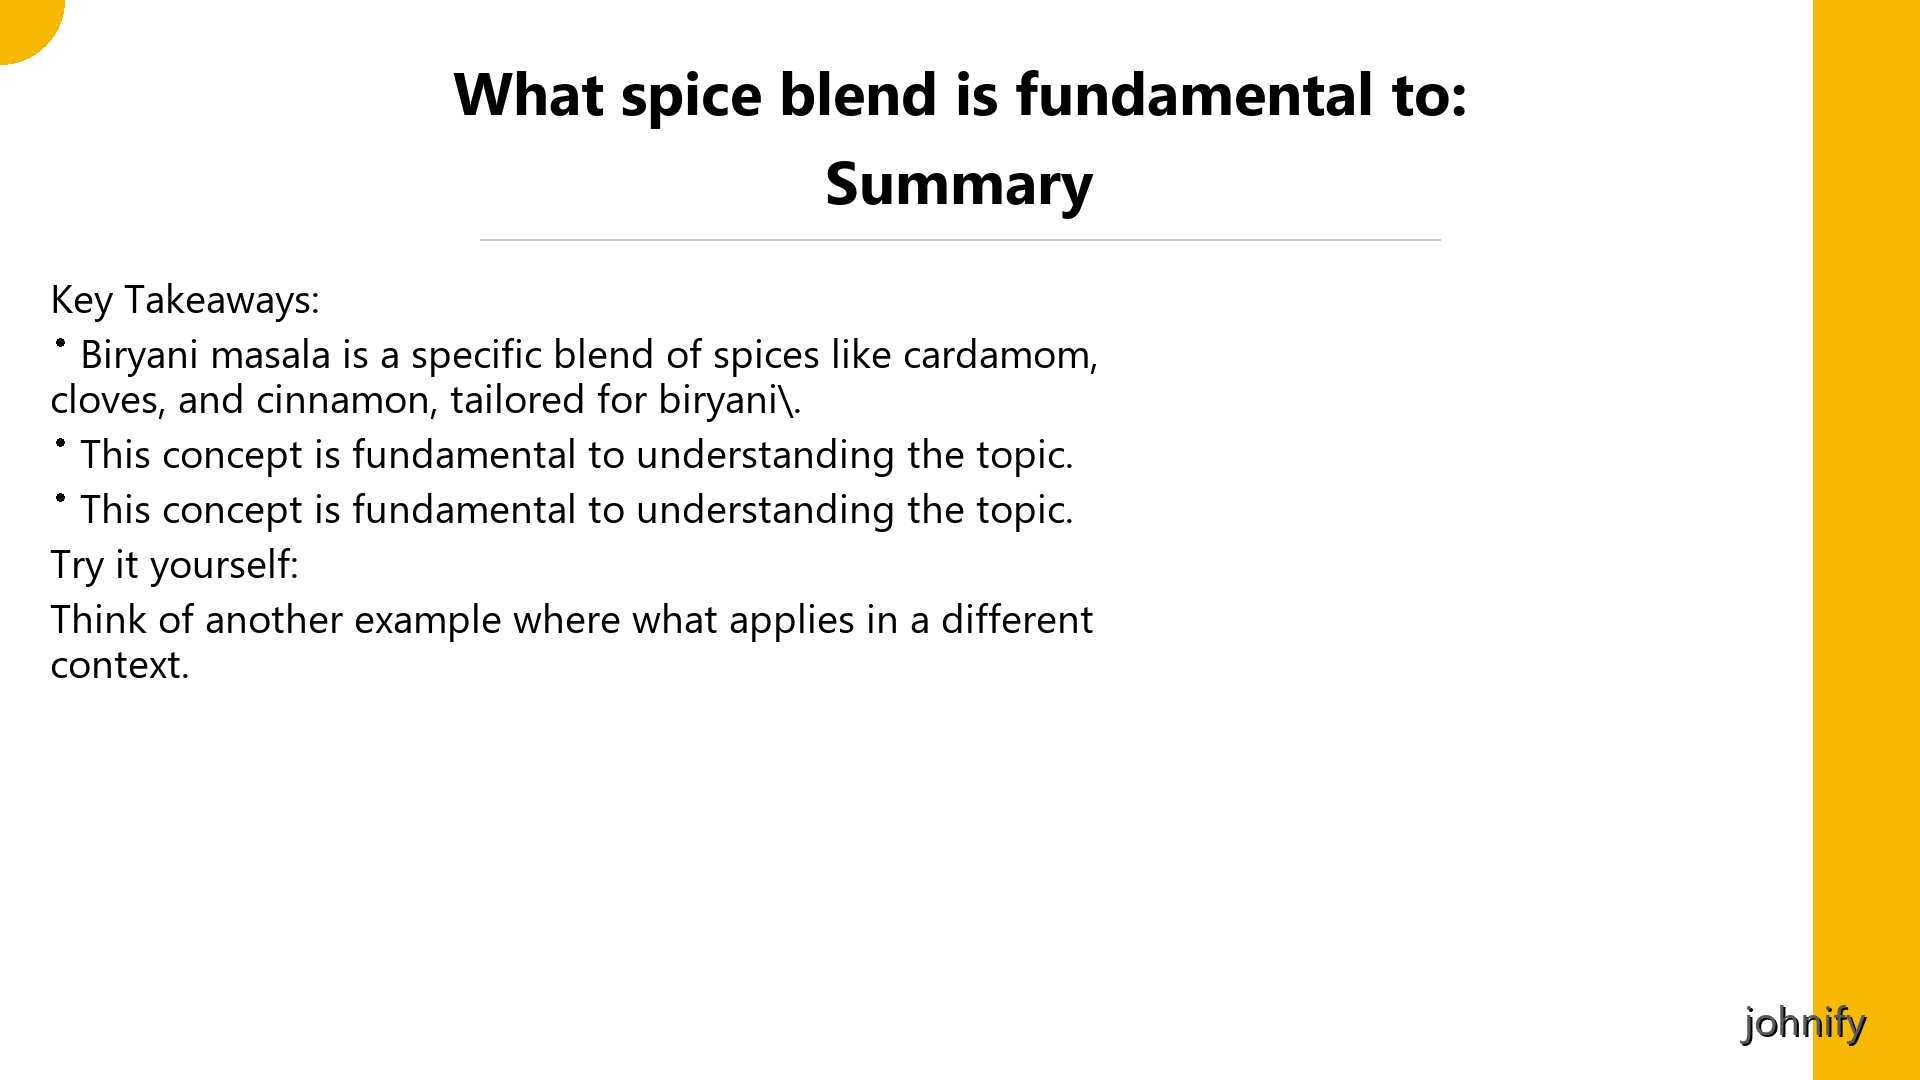 What spice blend is fundamental to:
Summary
Key Takeaways:
• Biryani masala is a specific blend of spices like cardamom,
cloves, and cinnamon, tailored for biryani\.
• This concept is fundamental to understanding the topic.
• This concept is fundamental to understanding the topic.
Try it yourself:
Think of another example where what applies in a different
context.
johnify